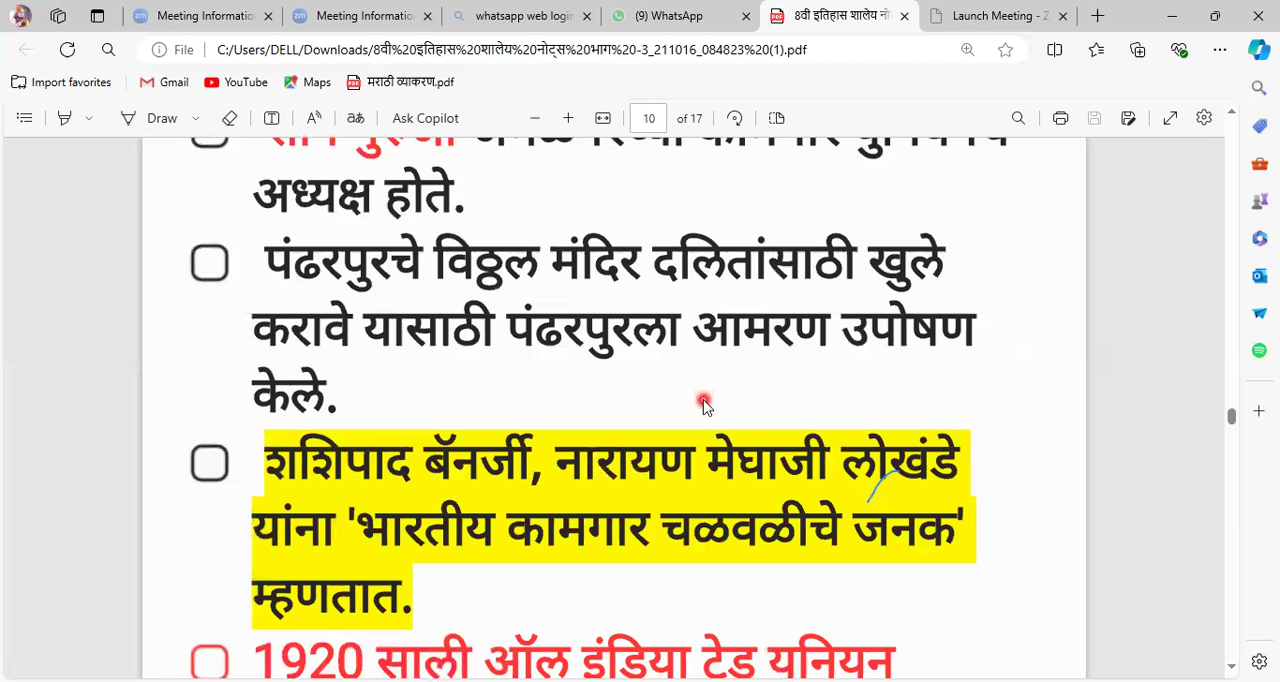 Meeting Informatio
Meeting Informatio
whatsapp web login
(9) WhatsApp
8वी इतिहास शालेय नो
Launch Meeting - Z
File
C:/Users/DELL/Downloads/8वी%20इतिहास%20शालेय%20नोट्स%20भाग%20-3_211016_084823%20(1).pdf
Import favorites
Gmail
YouTube
Maps
मराठी व्याकरण.pdf
Draw
Ask Copilot
10 of 17
अध्यक्ष होते.
पंढरपुरचे विठ्ठल मंदिर दलितांसाठी खुले
करावे यासाठी पंढरपुरला आमरण उपोषण
केले.
शशिपाद बॅनर्जी, नारायण मेघाजी लोखंडे
यांना 'भारतीय कामगार चळवळीचे जनक'
म्हणतात.
1920 साली ऑल इंडिया ट्रेड युनियन